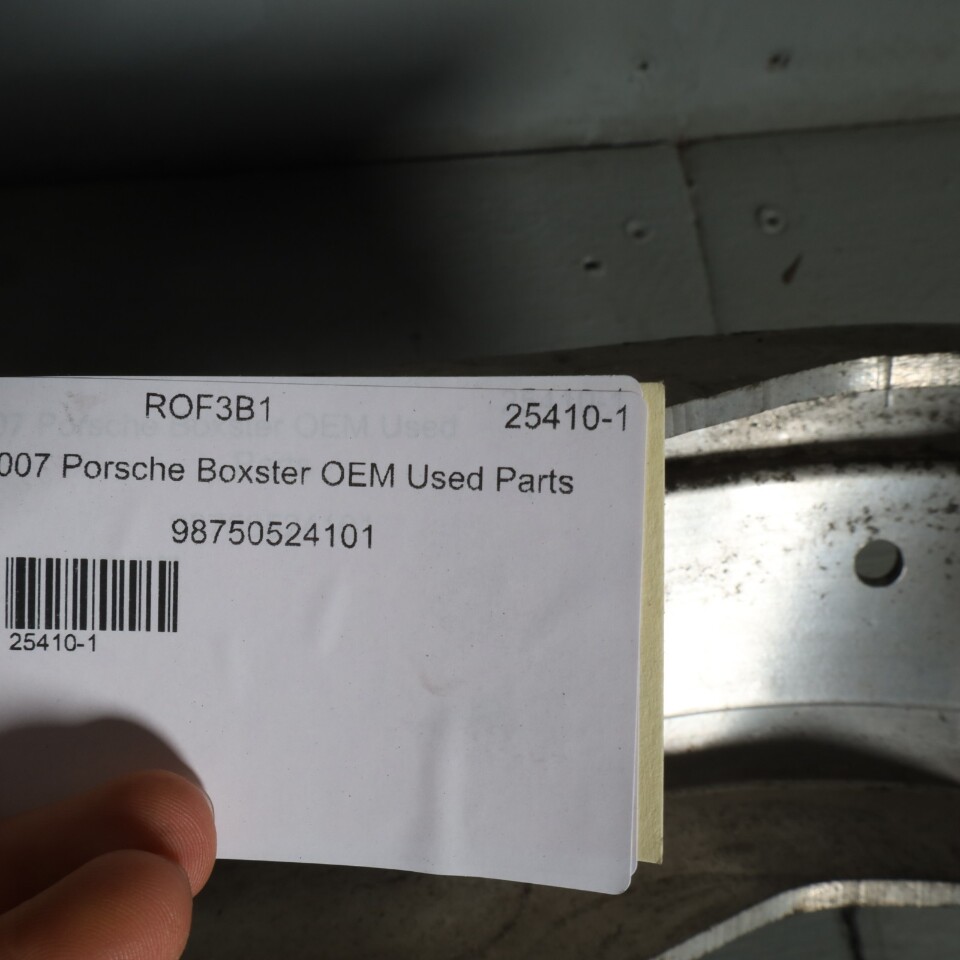 ROF3B1 25410-1
007 Porsche Boxster OEM Used Parts
98750524101
25410-1